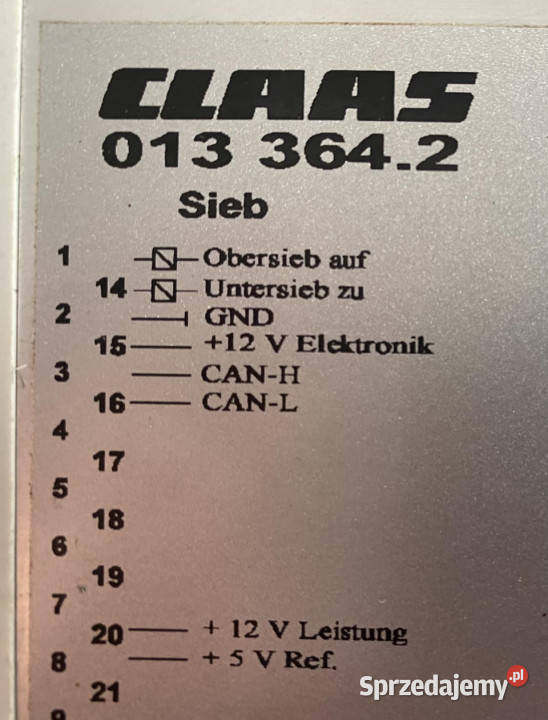 CLAAS
013 364.2
Sieb
1 Obersieb auf
14 Untersieb zu
2 GND
15 +12 V Elektronik
3 CAN-H
16 CAN-L
4
17
5
18
6
19
7
20 + 12 V Leistung
8 + 5 V Ref.
21
Sprzedajemy.pl